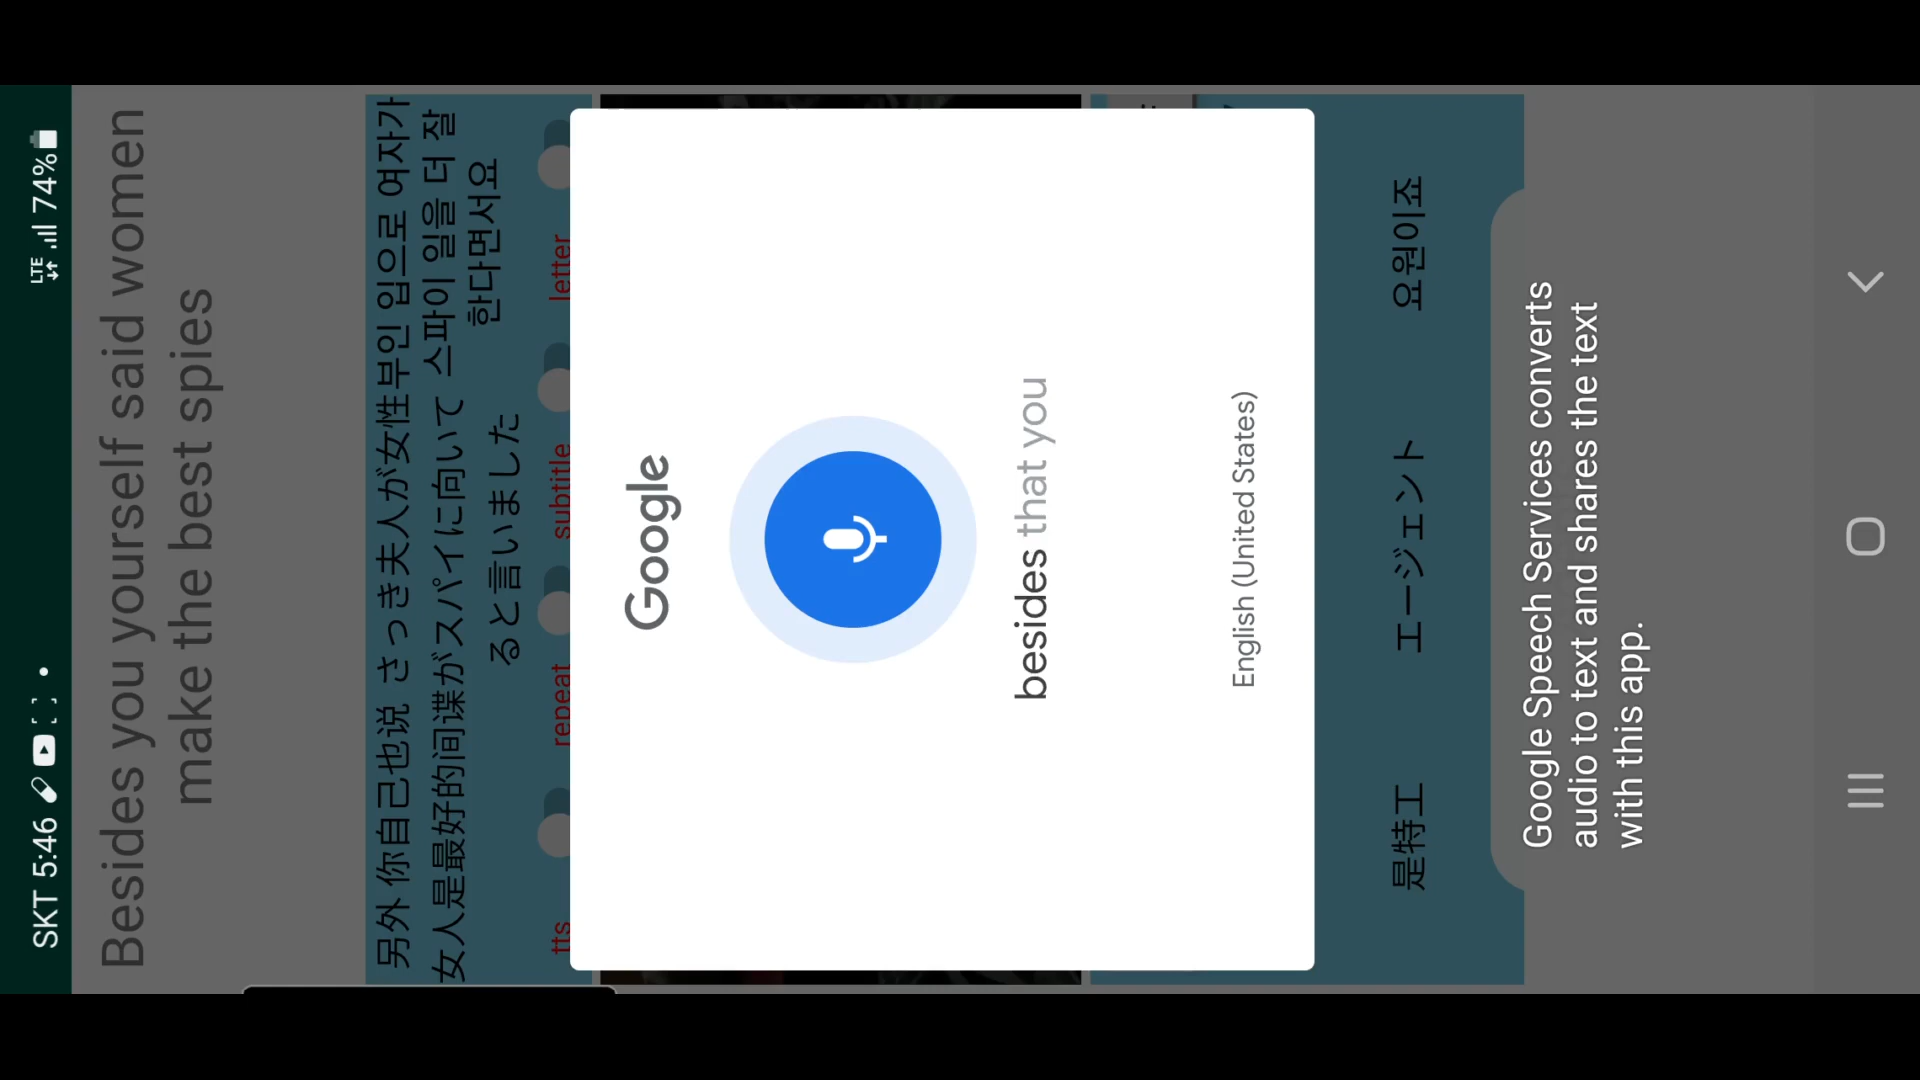 SKT 5:46
LTE 74%
Besides you yourself said women
make the best spies
另外 你自己也说
女人是最好的间谍
さっき夫人が女性
がスパイに向いて
ると言いました
부인 입으로 여자가
스파이 일을 더 잘
한다면서요
tts
repeat
subtitle
letter
Google
besides that you
English (United States)
是特工
エージェント
요원이죠
Google Speech Services converts
audio to text and shares the text
with this app.